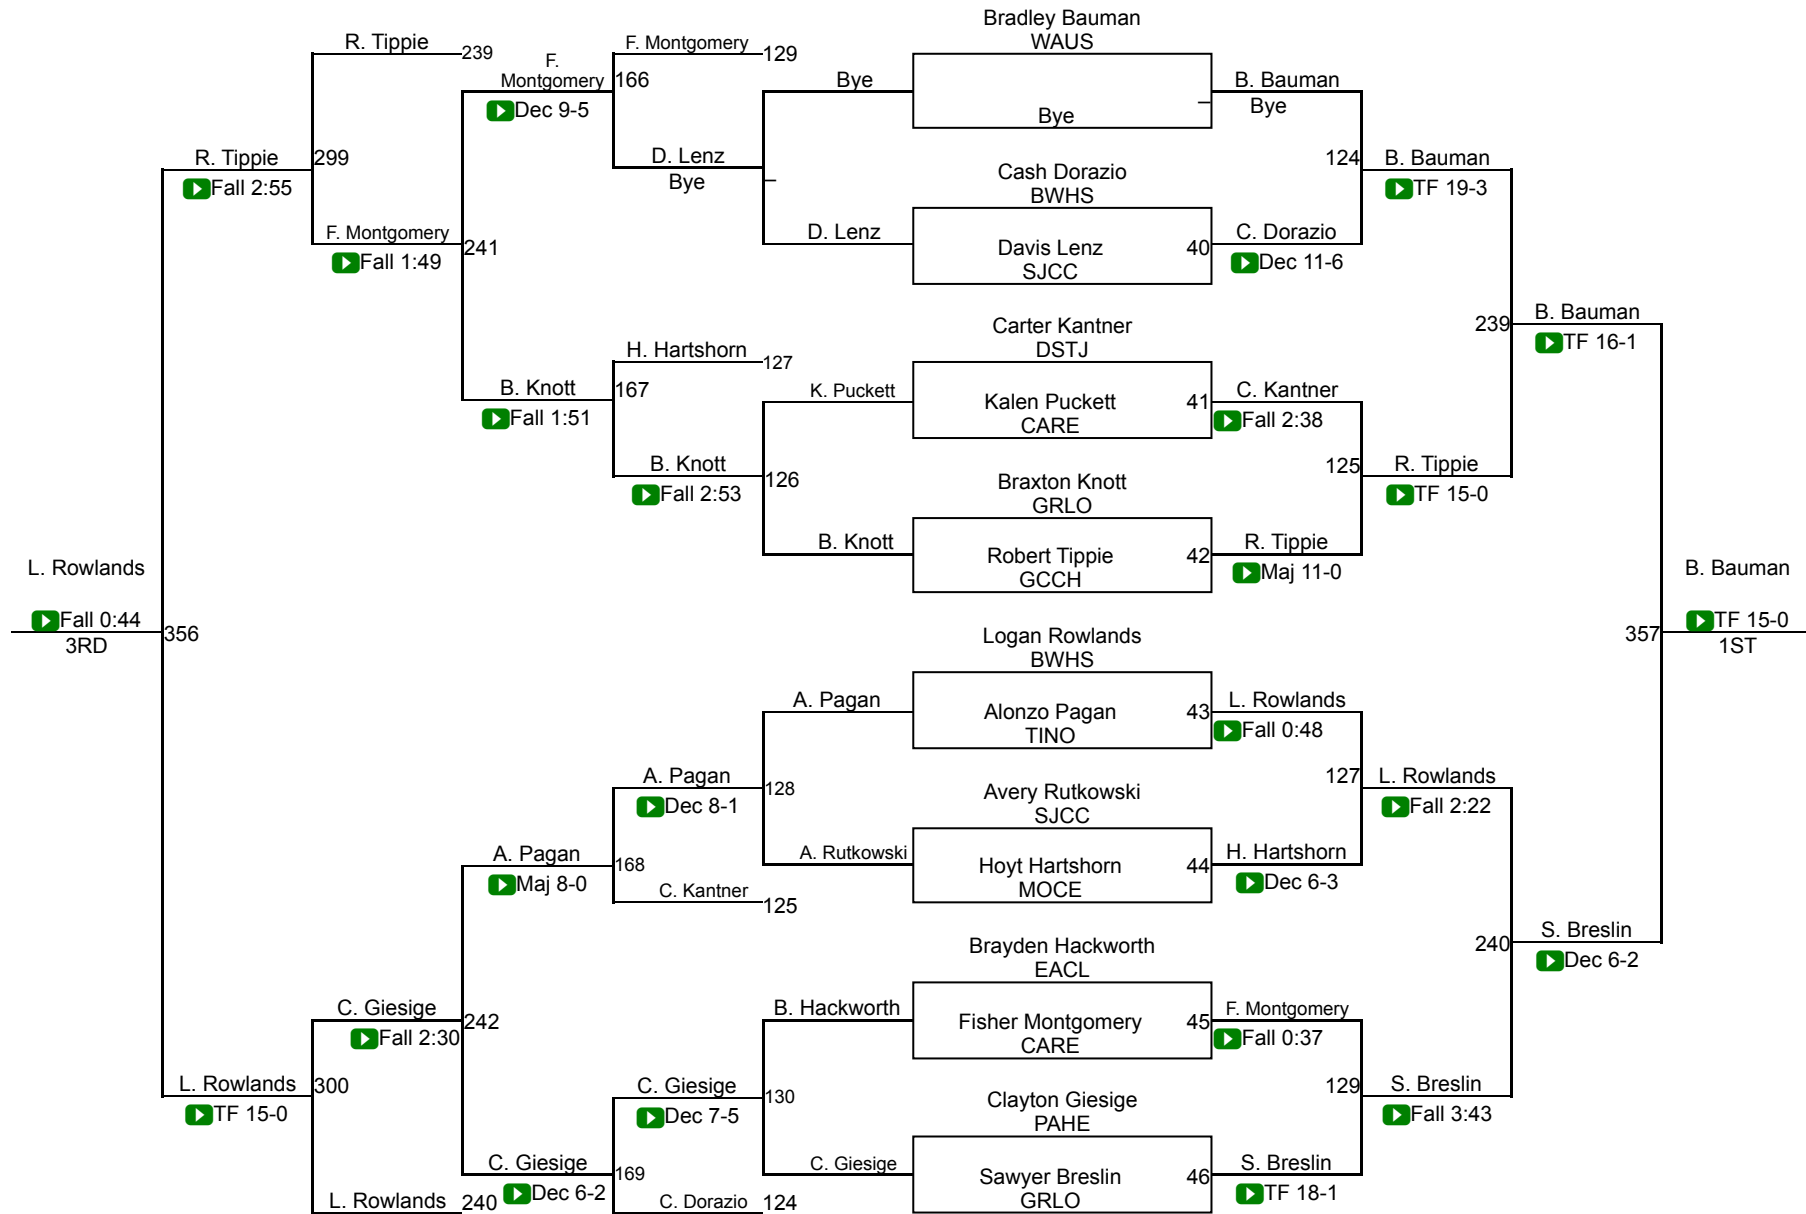 Bradley Bauman
WAUS
R. Tippie
239
F. Montgomery
129
F.
Montgomery
166
Dec 9-5
Bye
B. Bauman
Bye
Bye
–
D. Lenz
Bye
–
R. Tippie
299
Fall 2:55
Cash Dorazio
BWHS
124
B. Bauman
TF 19-3
F. Montgomery
241
Fall 1:49
D. Lenz
Davis Lenz
SJCC
40
C. Dorazio
Dec 11-6
Carter Kantner
DSTJ
239
B. Bauman
TF 16-1
H. Hartshorn
127
B. Knott
167
Fall 1:51
K. Puckett
Kalen Puckett
CARE
41
C. Kantner
Fall 2:38
B. Knott
126
Fall 2:53
Braxton Knott
GRLO
125
R. Tippie
TF 15-0
B. Knott
Robert Tippie
GCCH
42
R. Tippie
Maj 11-0
L. Rowlands
Fall 0:44
3RD
356
B. Bauman
357
TF 15-0
1ST
Logan Rowlands
BWHS
A. Pagan
Alonzo Pagan
TINO
43
L. Rowlands
Fall 0:48
A. Pagan
128
Dec 8-1
Avery Rutkowski
SJCC
127
L. Rowlands
Fall 2:22
A. Pagan
168
Maj 8-0
A. Rutkowski
Hoyt Hartshorn
MOCE
44
H. Hartshorn
Dec 6-3
C. Kantner
125
Brayden Hackworth
EACL
240
S. Breslin
Dec 6-2
C. Giesige
242
Fall 2:30
B. Hackworth
Fisher Montgomery
CARE
45
F. Montgomery
Fall 0:37
L. Rowlands
300
TF 15-0
C. Giesige
130
Dec 7-5
Clayton Giesige
PAHE
129
S. Breslin
Fall 3:43
C. Giesige
169
Dec 6-2
C. Giesige
Sawyer Breslin
GRLO
46
S. Breslin
TF 18-1
L. Rowlands
240
C. Dorazio
124